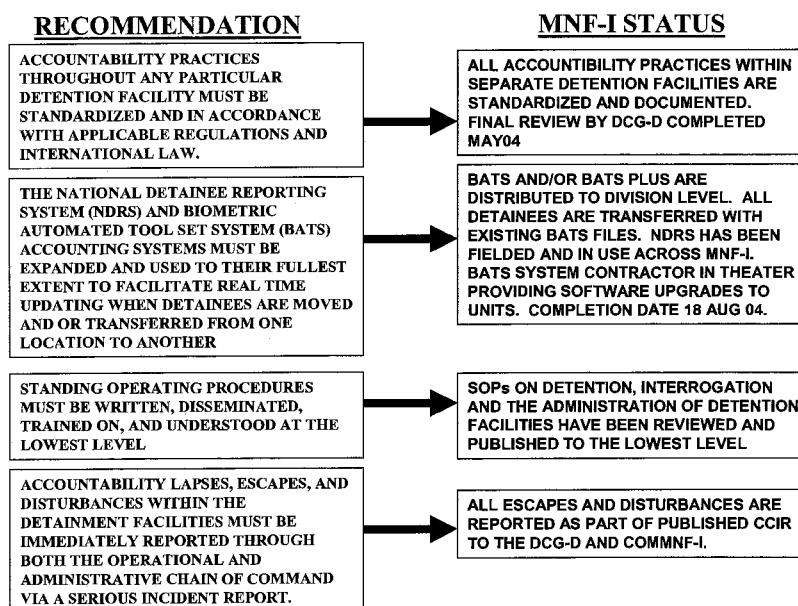 RECOMMENDATION
ACCOUNTABILITY PRACTICES
THROUGHOUT ANY PARTICULAR
DETENTION FACILITY MUST BE
STANDARDIZED AND IN ACCORDANCE
WITH APPLICABLE REGULATIONS AND
INTERNATIONAL LAW.
THE NATIONAL DETAINEE REPORTING
SYSTEM (NDRS) AND BIOMETRIC
AUTOMATED TOOL SET SYSTEM (BATS)
ACCOUNTING SYSTEMS MUST BE
EXPANDED AND USED TO THEIR FULLEST
EXTENT TO FACILITATE REAL TIME
UPDATING WHEN DETAINEES ARE MOVED
AND OR TRANSFERRED FROM ONE
LOCATION TO ANOTHER
STANDING OPERATING PROCEDURES
MUST BE WRITTEN, DISSEMINATED,
TRAINED ON, AND UNDERSTOOD AT THE
LOWEST LEVEL
ACCOUNTABILITY LAPSES, ESCAPES, AND
DISTURBANCES WITHIN THE
DETAINMENT FACILITIES MUST BE
IMMEDIATELY REPORTED THROUGH
BOTH THE OPERATIONAL AND
ADMINISTRATIVE CHAIN OF COMMAND
VIA A SERIOUS INCIDENT REPORT.
MNF-I STATUS
ALL ACCOUNTIBILITY PRACTICES WITHIN
SEPARATE DETENTION FACILITIES ARE
STANDARDIZED AND DOCUMENTED.
FINAL REVIEW BY DCG-D COMPLETED
MAY04
BATS AND/OR BATS PLUS ARE
DISTRIBUTED TO DIVISION LEVEL. ALL
DETAINEES ARE TRANSFERRED WITH
EXISTING BATS FILES. NDRS HAS BEEN
FIELDED AND IN USE ACROSS MNF-I.
BATS SYSTEM CONTRACTOR IN THEATER
PROVIDING SOFTWARE UPGRADES TO
UNITS. COMPLETION DATE 18 AUG 04.
SOPs ON DETENTION, INTERROGATION
AND THE ADMINISTRATION OF DETENTION
FACILITIES HAVE BEEN REVIEWED AND
PUBLISHED TO THE LOWEST LEVEL
ALL ESCAPES AND DISTURBANCES ARE
REPORTED AS PART OF PUBLISHED CCIR
TO THE DCG-D AND COMMNF-I.